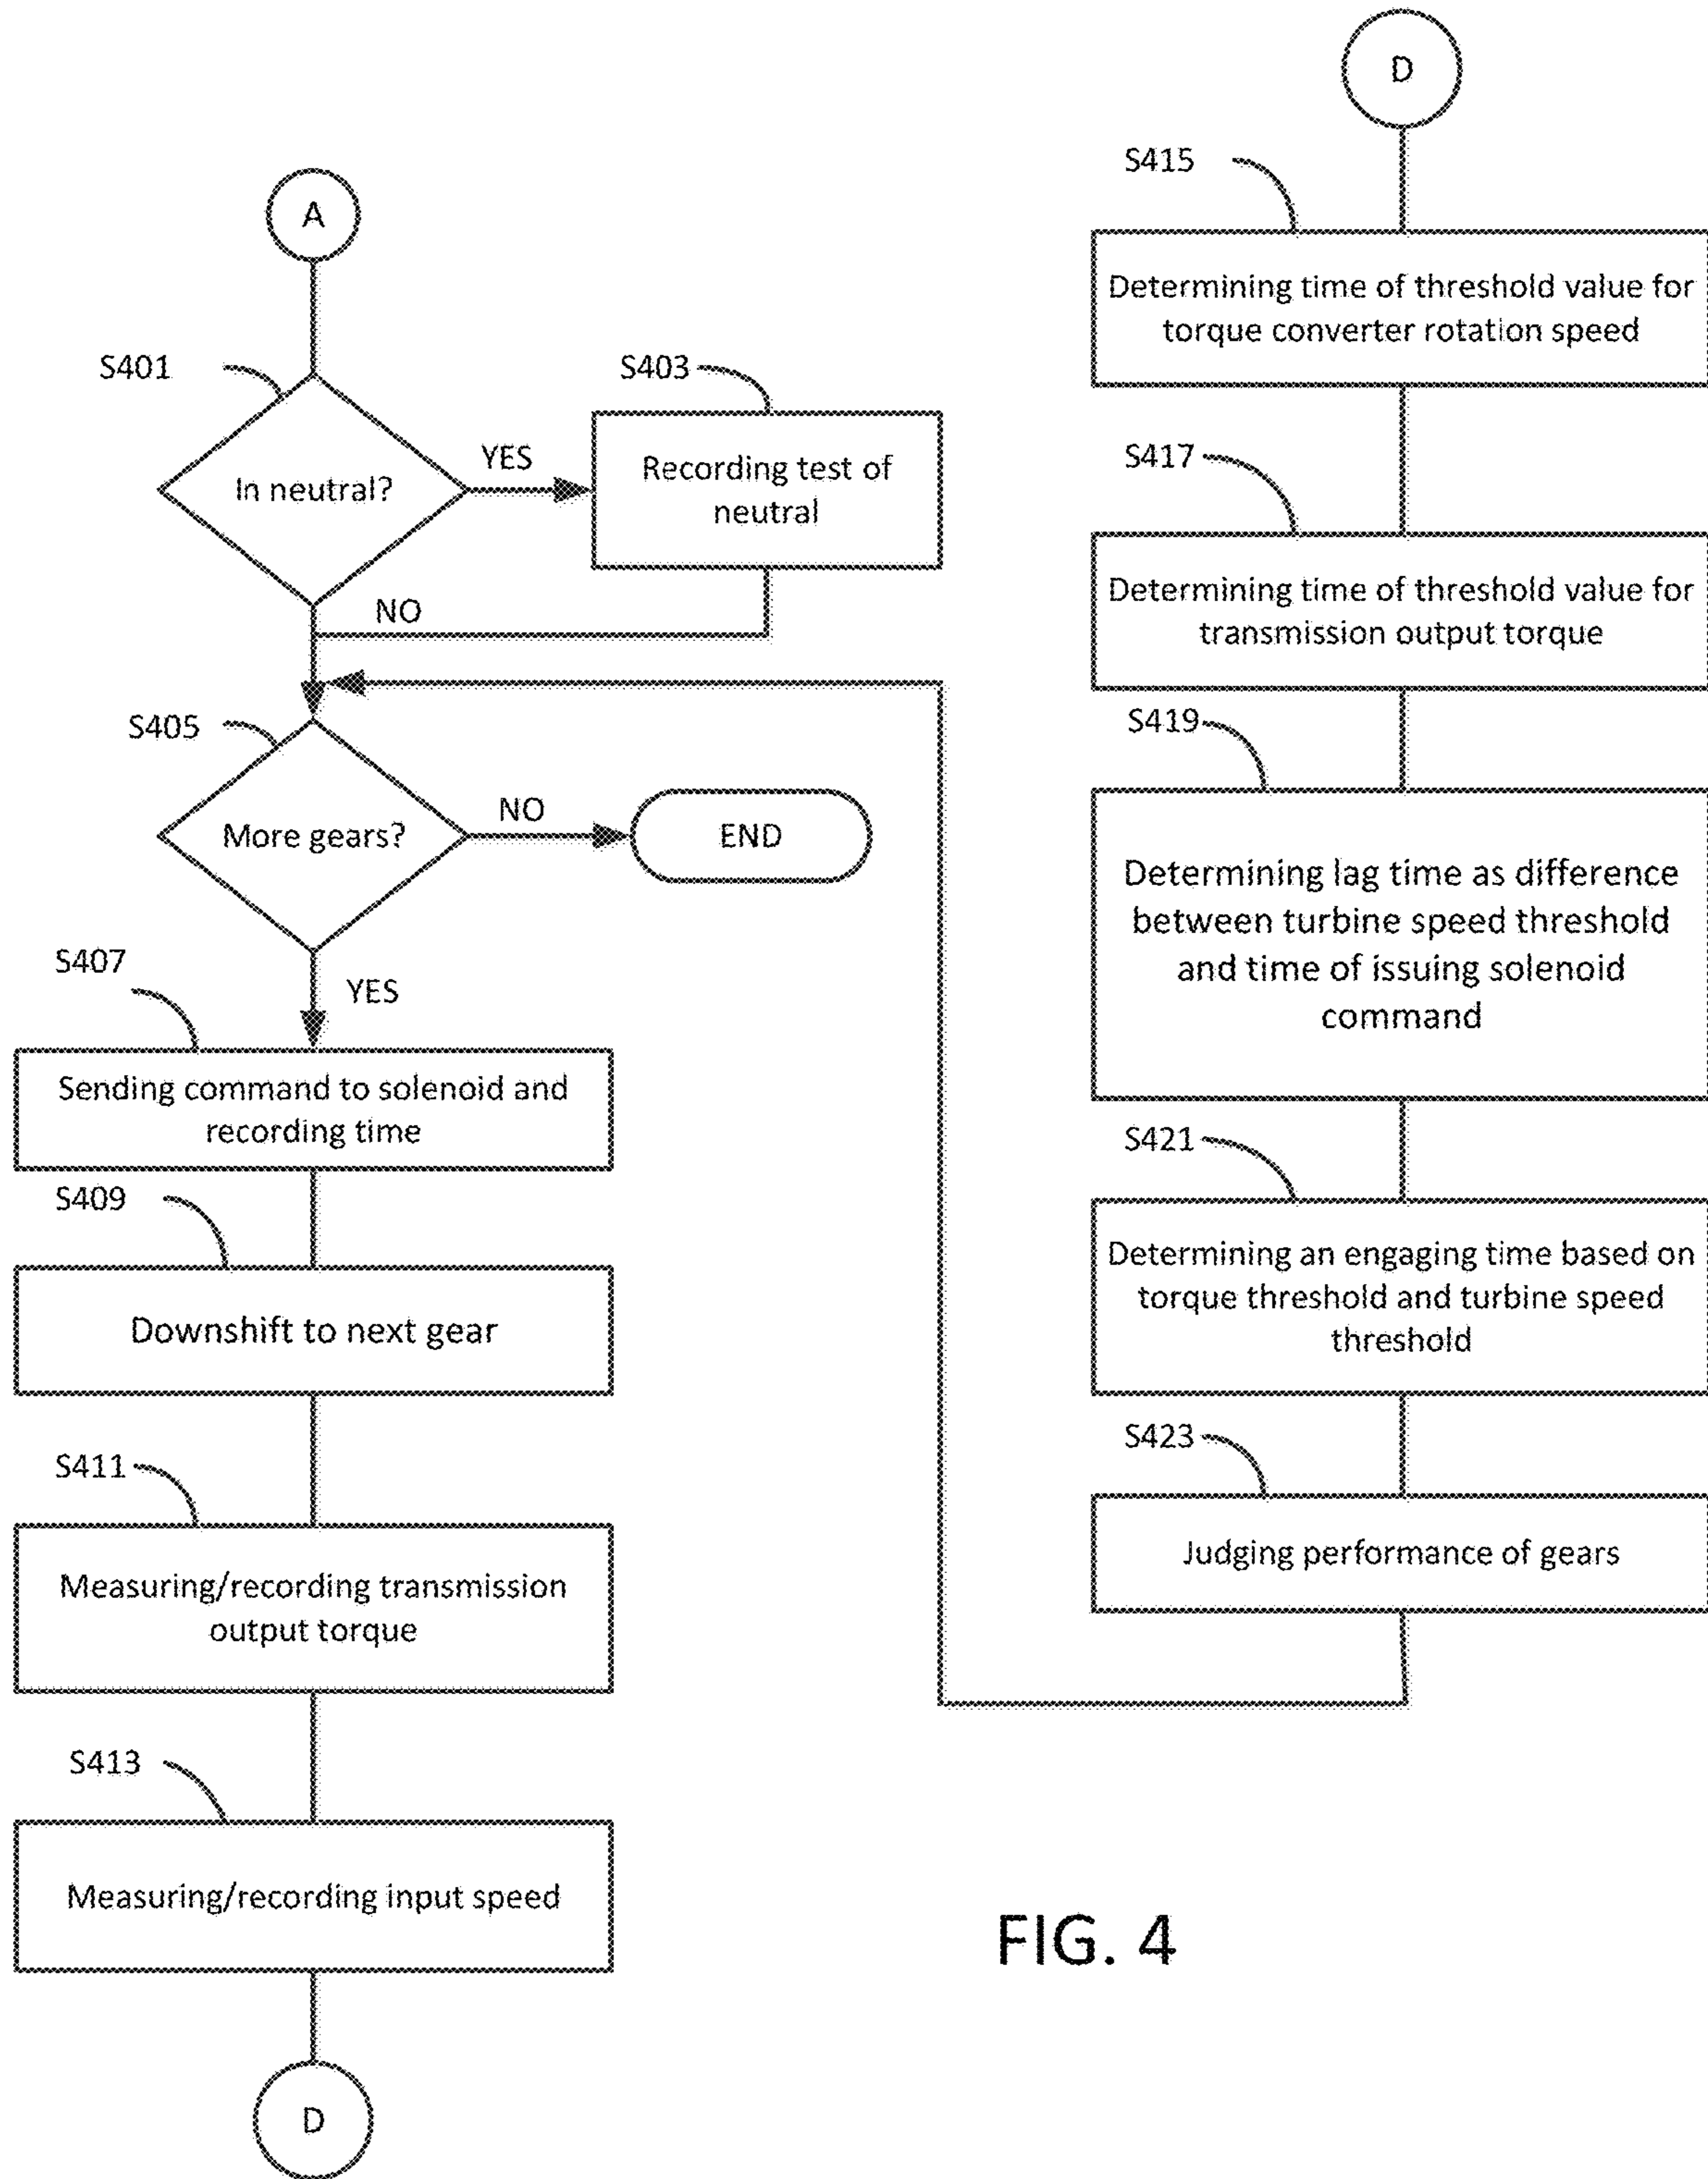 A
S401
In neutral?
YES
S403
Recording test of
neutral
NO
S405
More gears?
NO
END
YES
S407
Sending command to solenoid and
recording time
S409
Downshift to next gear
S411
Measuring/recording transmission
output torque
S413
Measuring/recording input speed
D
D
S415
Determining time of threshold value for
torque converter rotation speed
S417
Determining time of threshold value for
transmission output torque
S419
Determining lag time as difference
between turbine speed threshold
and time of issuing solenoid
command
S421
Determining an engaging time based on
torque threshold and turbine speed
threshold
S423
Judging performance of gears
FIG. 4